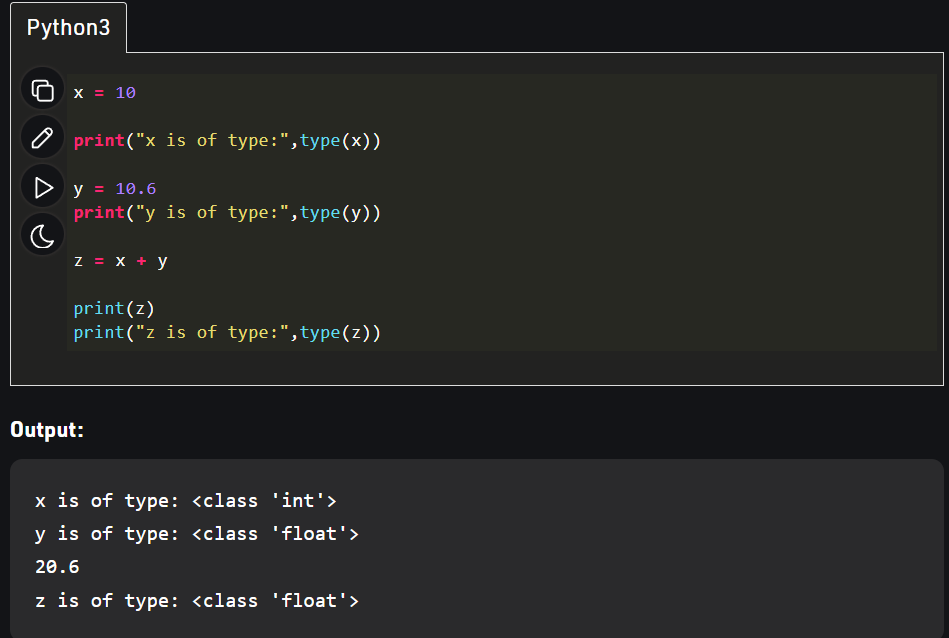 Python3
x = 10
print("x is of type:",type(x))
y = 10.6
print("y is of type:",type(y))
z = x + y
print(z)
print("z is of type:",type(z))
Output:
x is of type: <class 'int'>
y is of type: <class 'float'>
20.6
z is of type: <class 'float'>